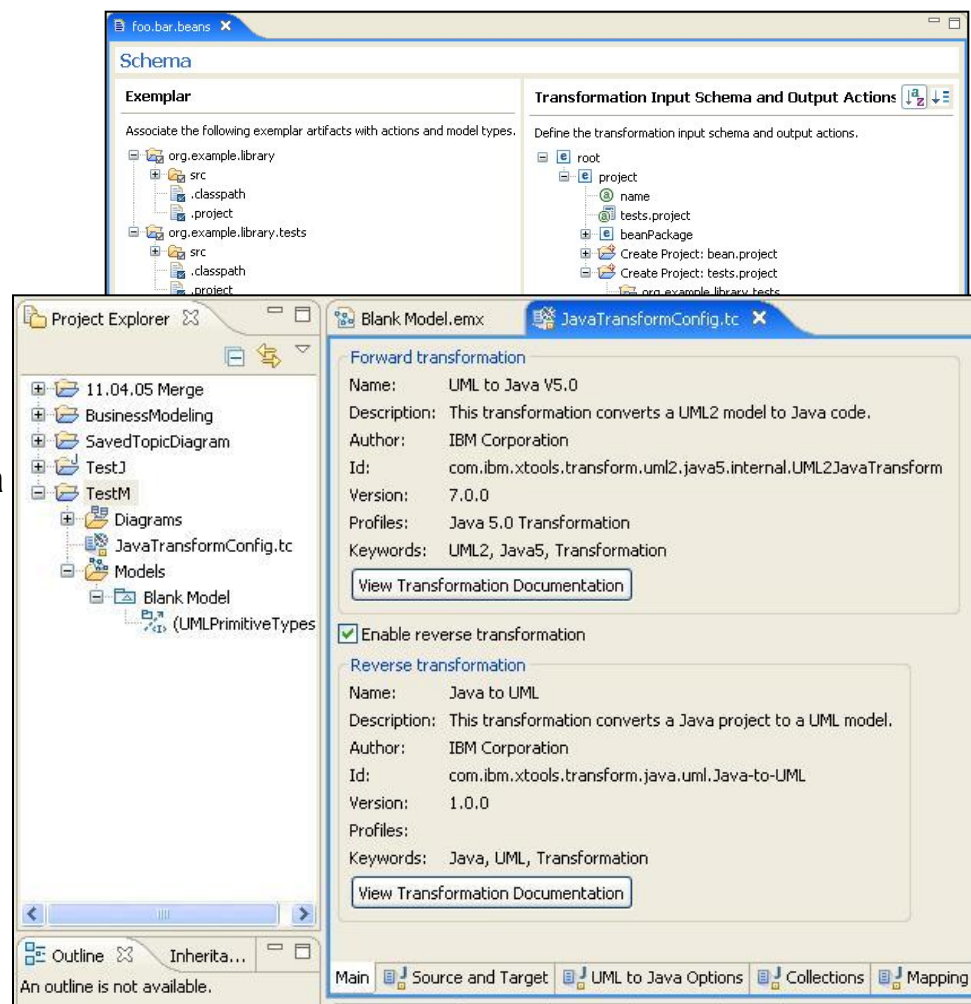 foo.bar.beans
Schema
Exemplar
Associate the following exemplar artifacts with actions and model types.
org.example.library
src
.classpath
.project
org.example.library.tests
src
.classpath
.project
Transformation Input Schema and Output Actions
Define the transformation input schema and output actions.
root
project
name
tests.project
beanPackage
Create Project: bean.project
Create Project: tests.project
org.example.library.tests
Project Explorer
11.04.05 Merge
BusinessModeling
SavedTopicDiagram
TestJ
TestM
Diagrams
JavaTransformConfig.tc
Models
Blank Model
(UMLPrimitiveTypes
Outline Inherita...
An outline is not available.
Blank Model.emx JavaTransformConfig.tc
Forward transformation
Name: UML to Java V5.0
Description: This transformation converts a UML2 model to Java code.
Author: IBM Corporation
Id: com.ibm.xtools.transform.uml2.java5.internal.UML2JavaTransform
Version: 7.0.0
Profiles: Java 5.0 Transformation
Keywords: UML2, Java5, Transformation
View Transformation Documentation
Enable reverse transformation
Reverse transformation
Name: Java to UML
Description: This transformation converts a Java project to a UML model.
Author: IBM Corporation
Id: com.ibm.xtools.transform.java.uml.Java-to-UML
Version: 1.0.0
Profiles:
Keywords: Java, UML, Transformation
View Transformation Documentation
Main Source and Target UML to Java Options Collections Mapping